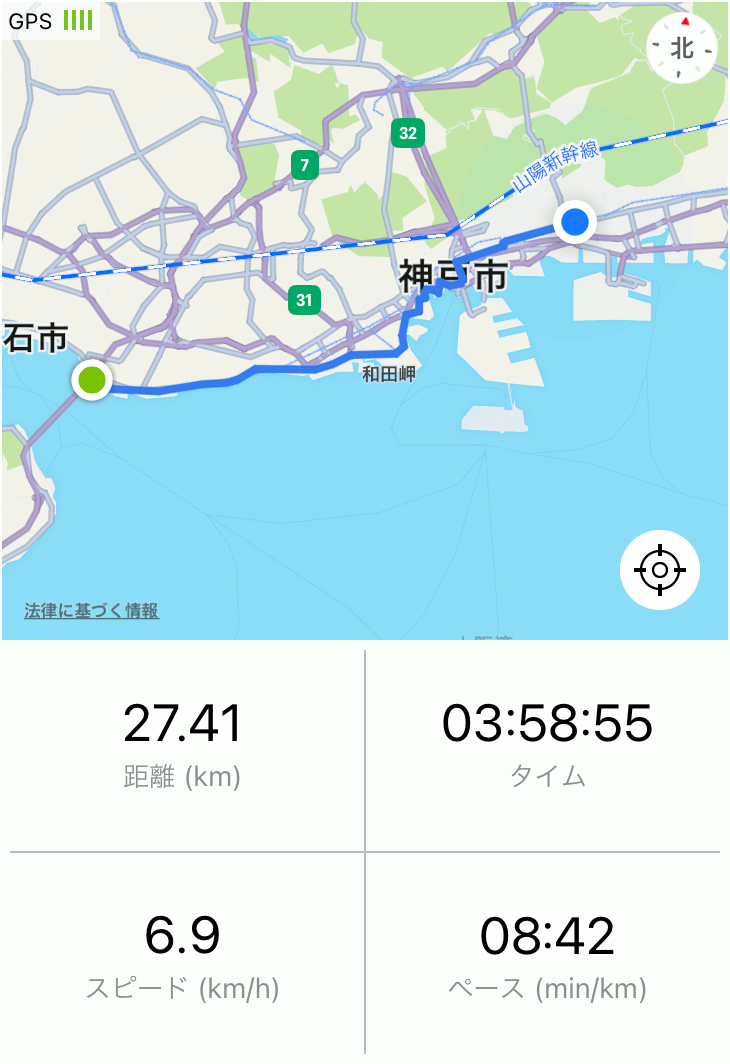 GPS
北
32
7
山陽新幹線
神戸市
31
石市
和田岬
法律に基づく情報
27.41
距離 (km)
03:58:55
タイム
6.9
スピード (km/h)
08:42
ペース (min/km)